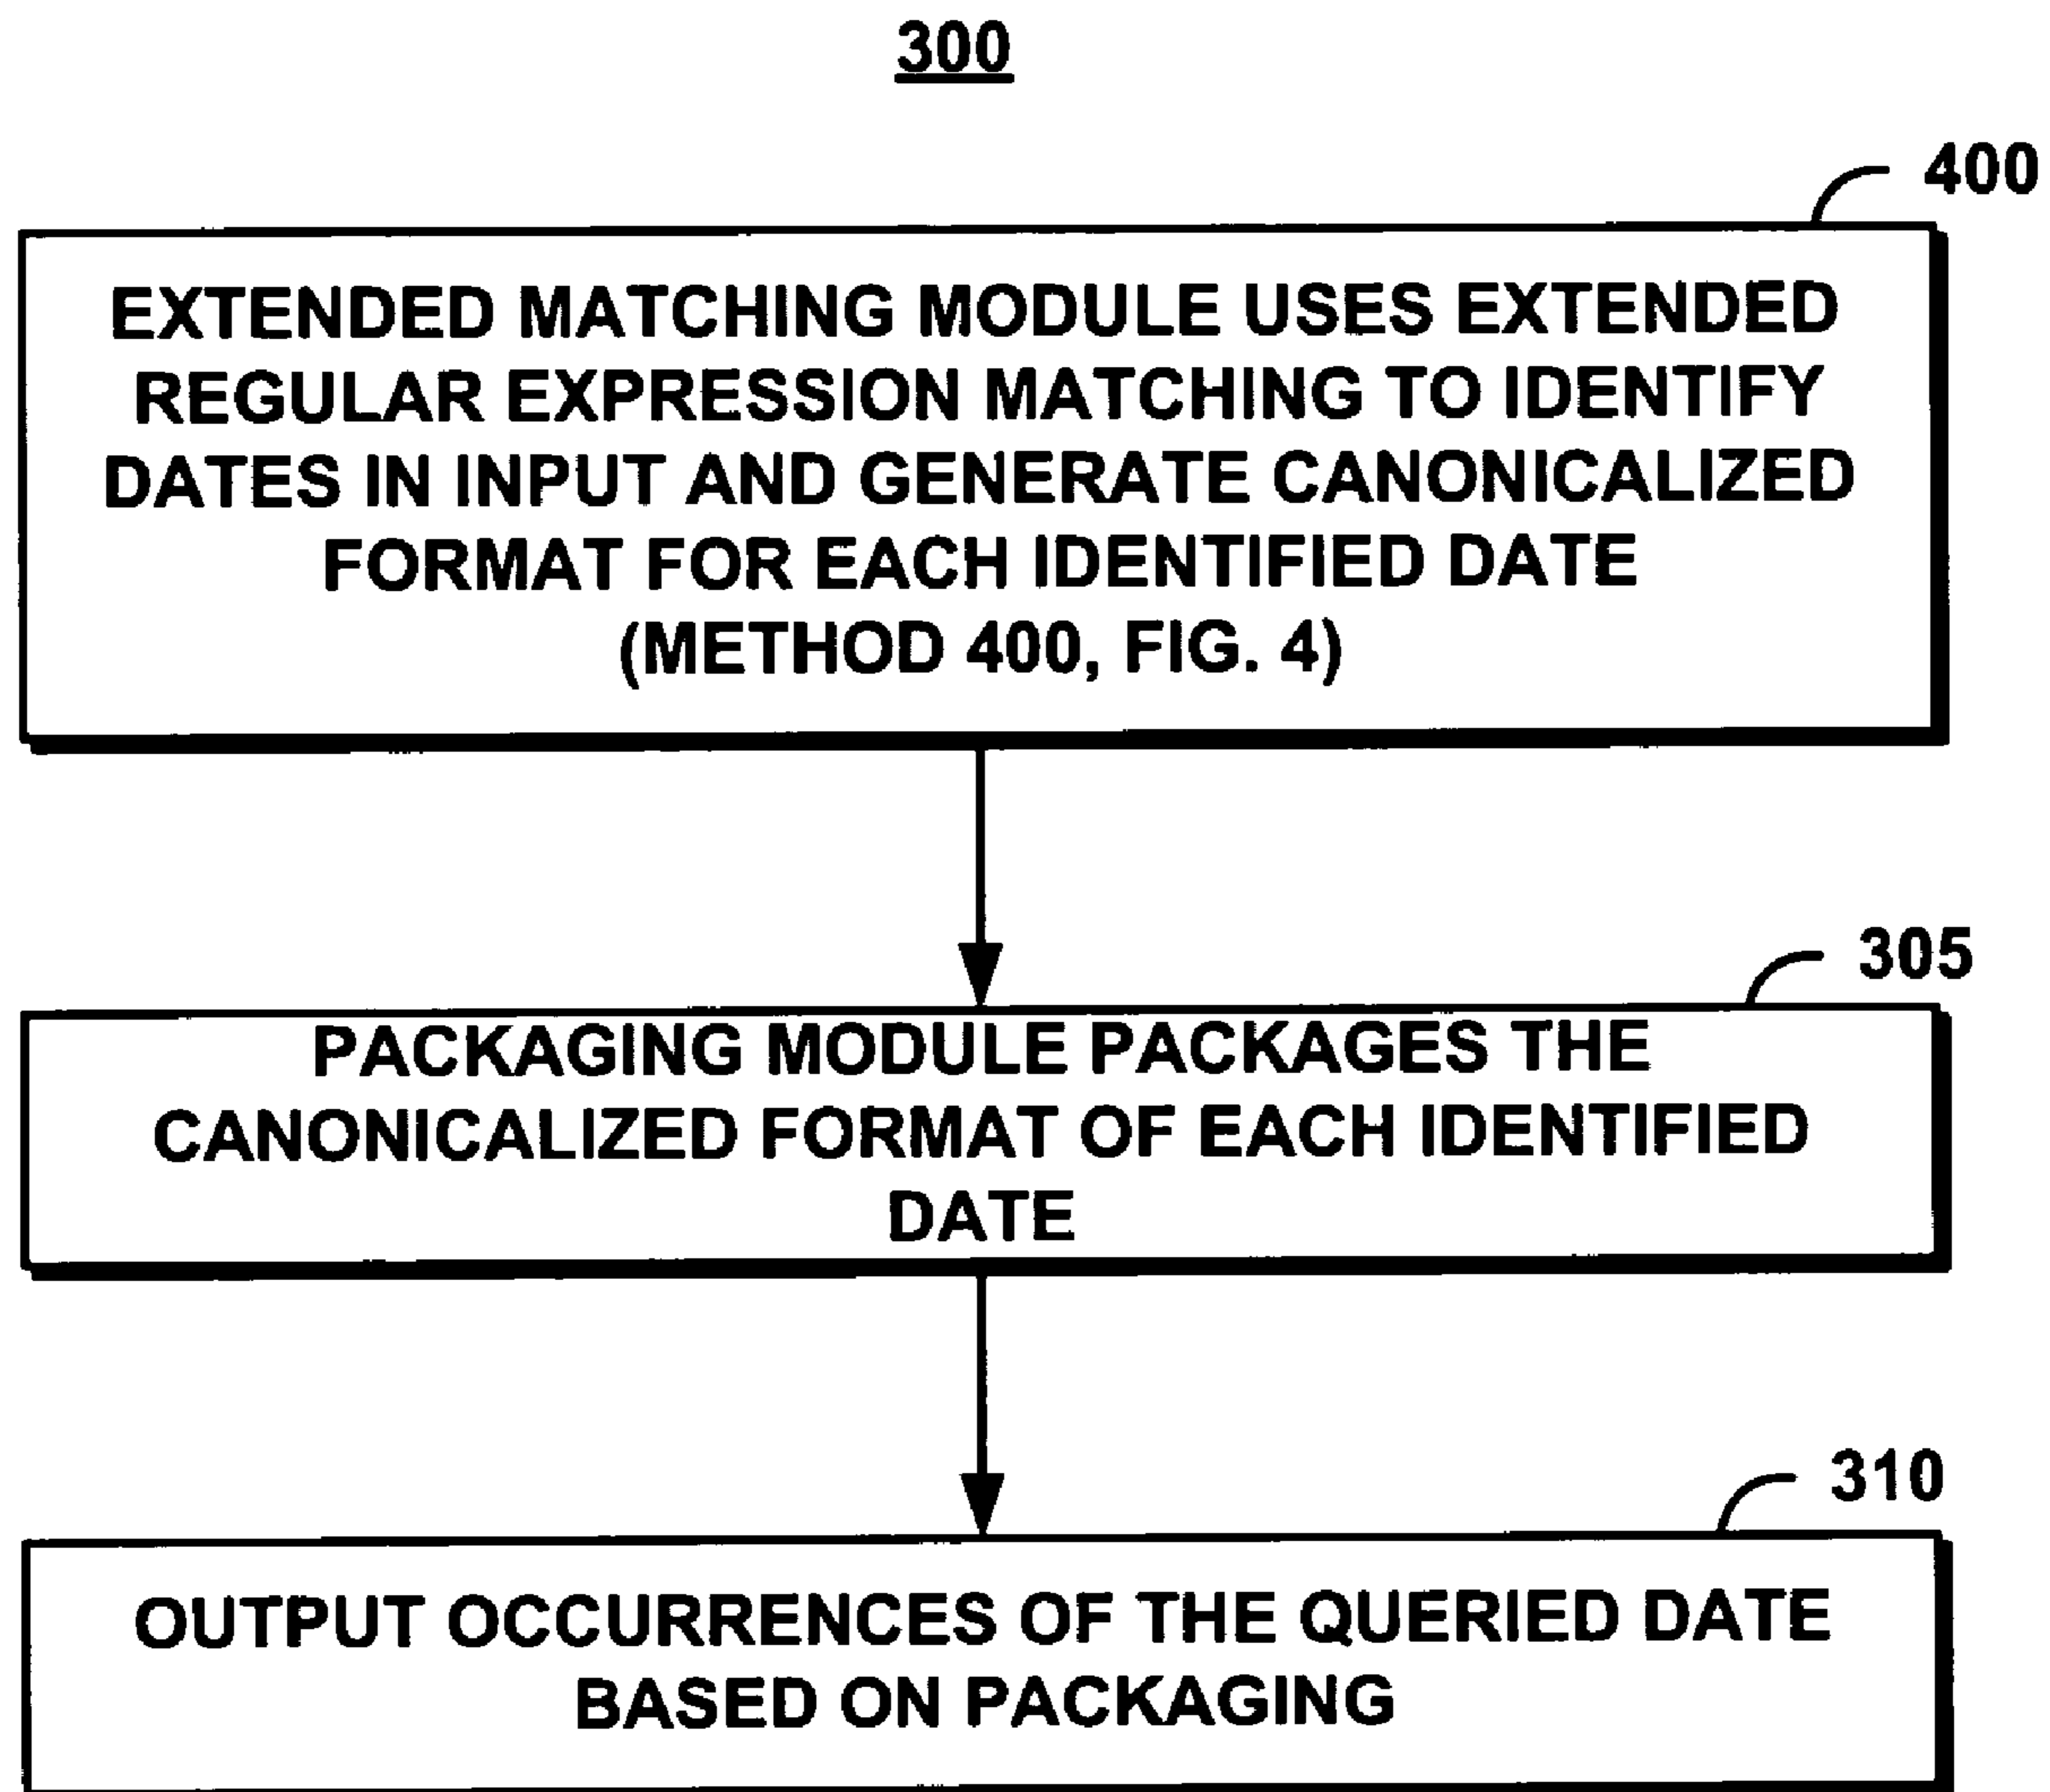 300
400
EXTENDED MATCHING MODULE USES EXTENDED
REGULAR EXPRESSION MATCHING TO IDENTIFY
DATES IN INPUT AND GENERATE CANONICALIZED
FORMAT FOR EACH IDENTIFIED DATE
(METHOD 400, FIG. 4)
305
PACKAGING MODULE PACKAGES THE
CANONICALIZED FORMAT OF EACH IDENTIFIED
DATE
310
OUTPUT OCCURRENCES OF THE QUERIED DATE
BASED ON PACKAGING